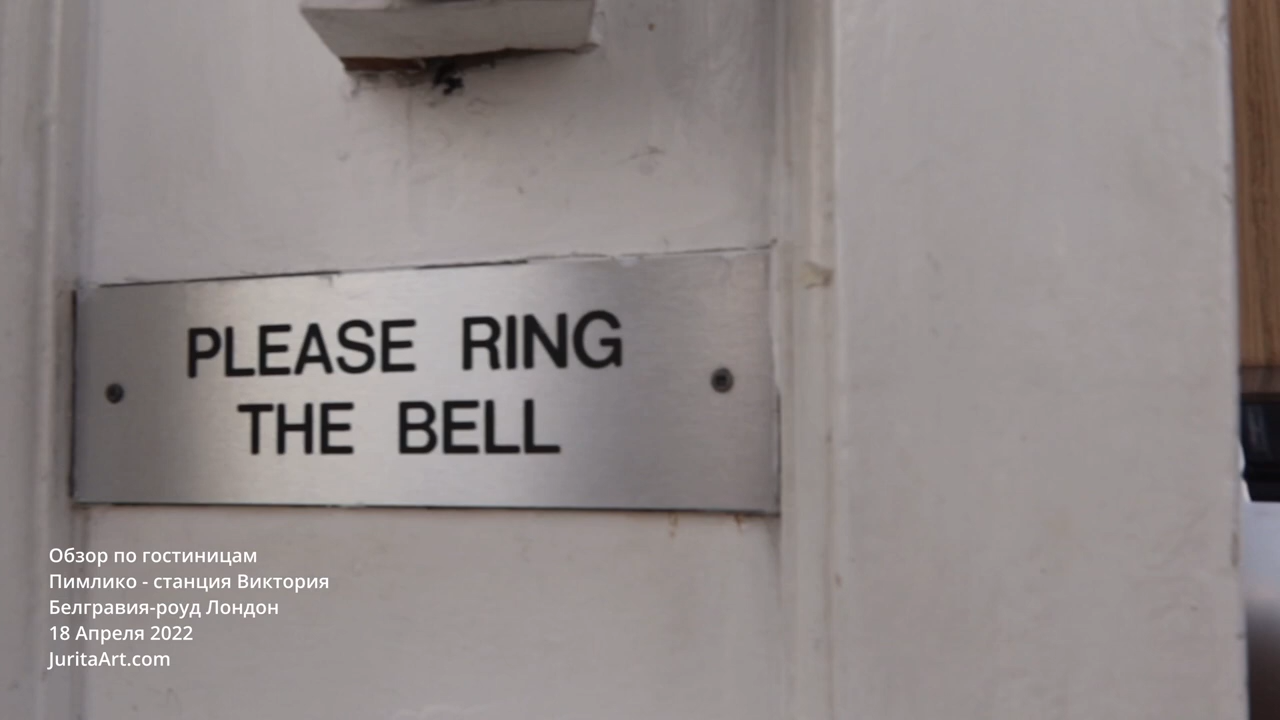 PLEASE RING
THE BELL
Обзор по гостиницам
Пимлико - станция Виктория
Белгравия-роуд Лондон
18 Апреля 2022
JuritaArt.com